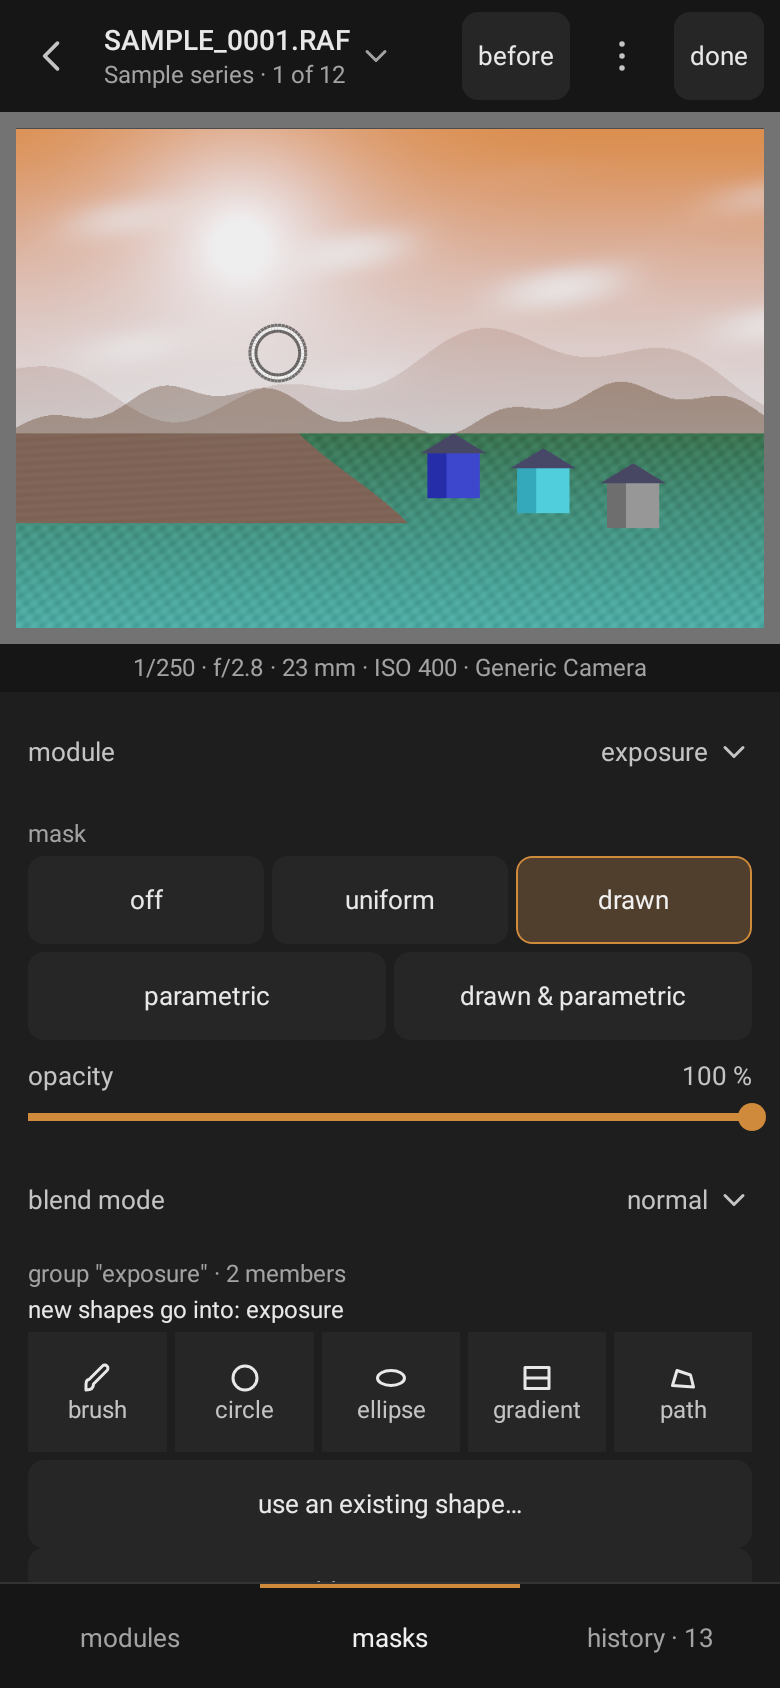 SAMPLE_0001.RAF
Sample series · 1 of 12
before
done
1/250 · f/2.8 · 23 mm · ISO 400 · Generic Camera
module
exposure
mask
off
uniform
drawn
parametric
drawn & parametric
opacity
100 %
blend mode
normal
group "exposure" · 2 members
new shapes go into: exposure
brush
circle
ellipse
gradient
path
use an existing shape…
modules
masks
history · 13